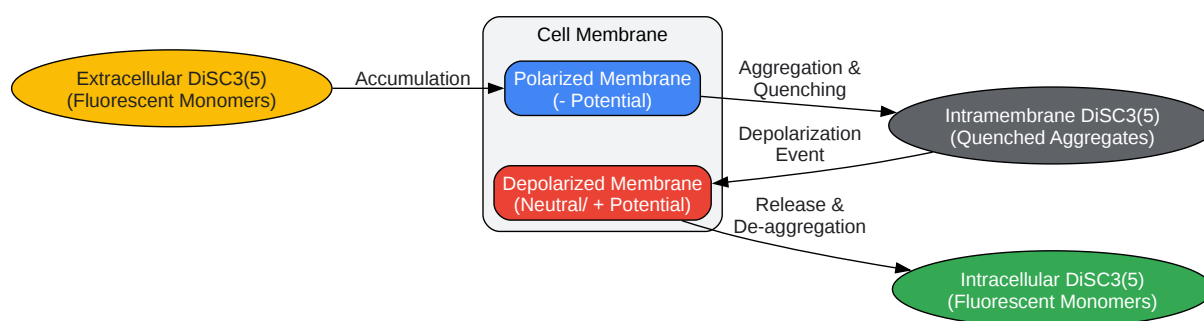 Cell Membrane
Extracellular DiSC3(5)
(Fluorescent Monomers)
Accumulation
Polarized Membrane
(- Potential)
Aggregation &
Quenching
Intramembrane DiSC3(5)
(Quenched Aggregates)
Depolarization
Event
Depolarized Membrane
(Neutral/ + Potential)
Release &
De-aggregation
Intracellular DiSC3(5)
(Fluorescent Monomers)